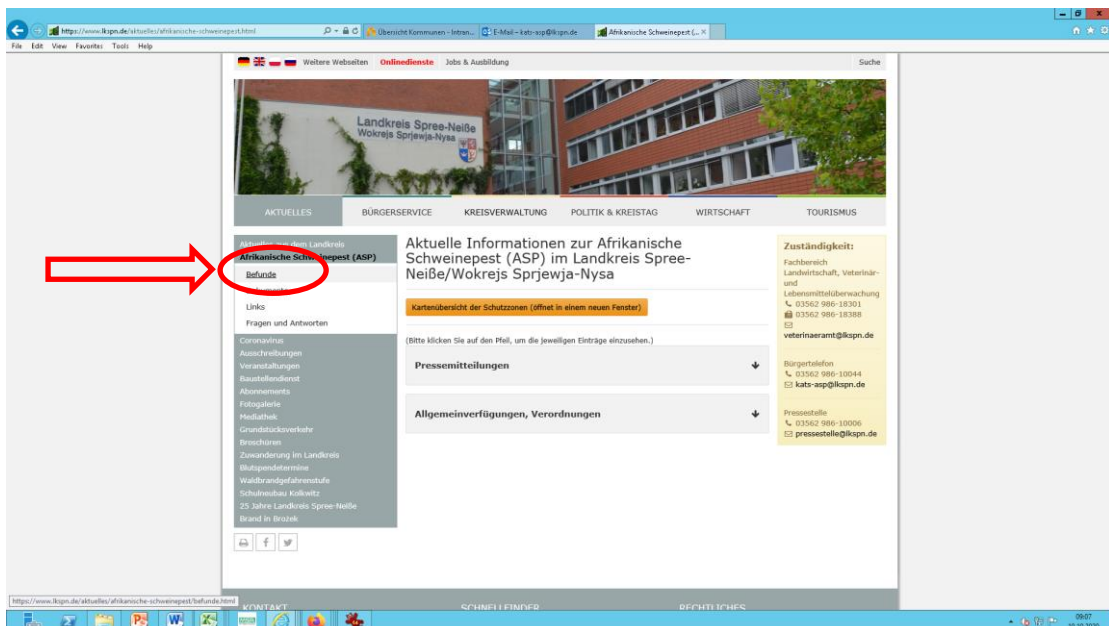 https://www.lkspn.de/aktuelles/afrikanische-schweinepest.html
Übersicht Kommunen - Intran...
E-Mail – kats-asp@lkspn.de
Afrikanische Schweinepest (...
File Edit View Favorites Tools Help
Weitere Webseiten Onlinedienste Jobs & Ausbildung Suche
Landkreis Spree-Neiße
Wokrejs Sprjewja-Nysa
AKTUELLES BÜRGERSERVICE KREISVERWALTUNG POLITIK & KREISTAG WIRTSCHAFT TOURISMUS
Aktuelles aus dem Landkreis
Afrikanische Schweinepest (ASP)
Befunde
Dokumente
Links
Fragen und Antworten
Coronavirus
Ausschreibungen
Veranstaltungen
Baustellendienst
Abonnements
Fotogalerie
Mediathek
Grundstücksverkehr
Broschüren
Zuwanderung im Landkreis
Blutspendetermine
Waldbrandgefahrenstufe
Schulneubau Kolkwitz
25 Jahre Landkreis Spree-Neiße
Brand in Brozek
Aktuelle Informationen zur Afrikanische
Schweinepest (ASP) im Landkreis Spree-
Neiße/Wokrejs Sprjewja-Nysa
Kartenübersicht der Schutzzonen (öffnet in einem neuen Fenster)
(Bitte klicken Sie auf den Pfeil, um die jeweiligen Einträge einzusehen.)
Pressemitteilungen
Allgemeinverfügungen, Verordnungen
Zuständigkeit:
Fachbereich
Landwirtschaft, Veterinär-
und
Lebensmittelüberwachung
03562 986-18301
03562 986-18388
veterinaeramt@lkspn.de
Bürgertelefon
03562 986-10044
kats-asp@lkspn.de
Pressestelle
03562 986-10006
pressestelle@lkspn.de
https://www.lkspn.de/aktuelles/afrikanische-schweinepest/befunde.html
KONTAKT SCHNELLFINDER RECHTLICHES
09:07